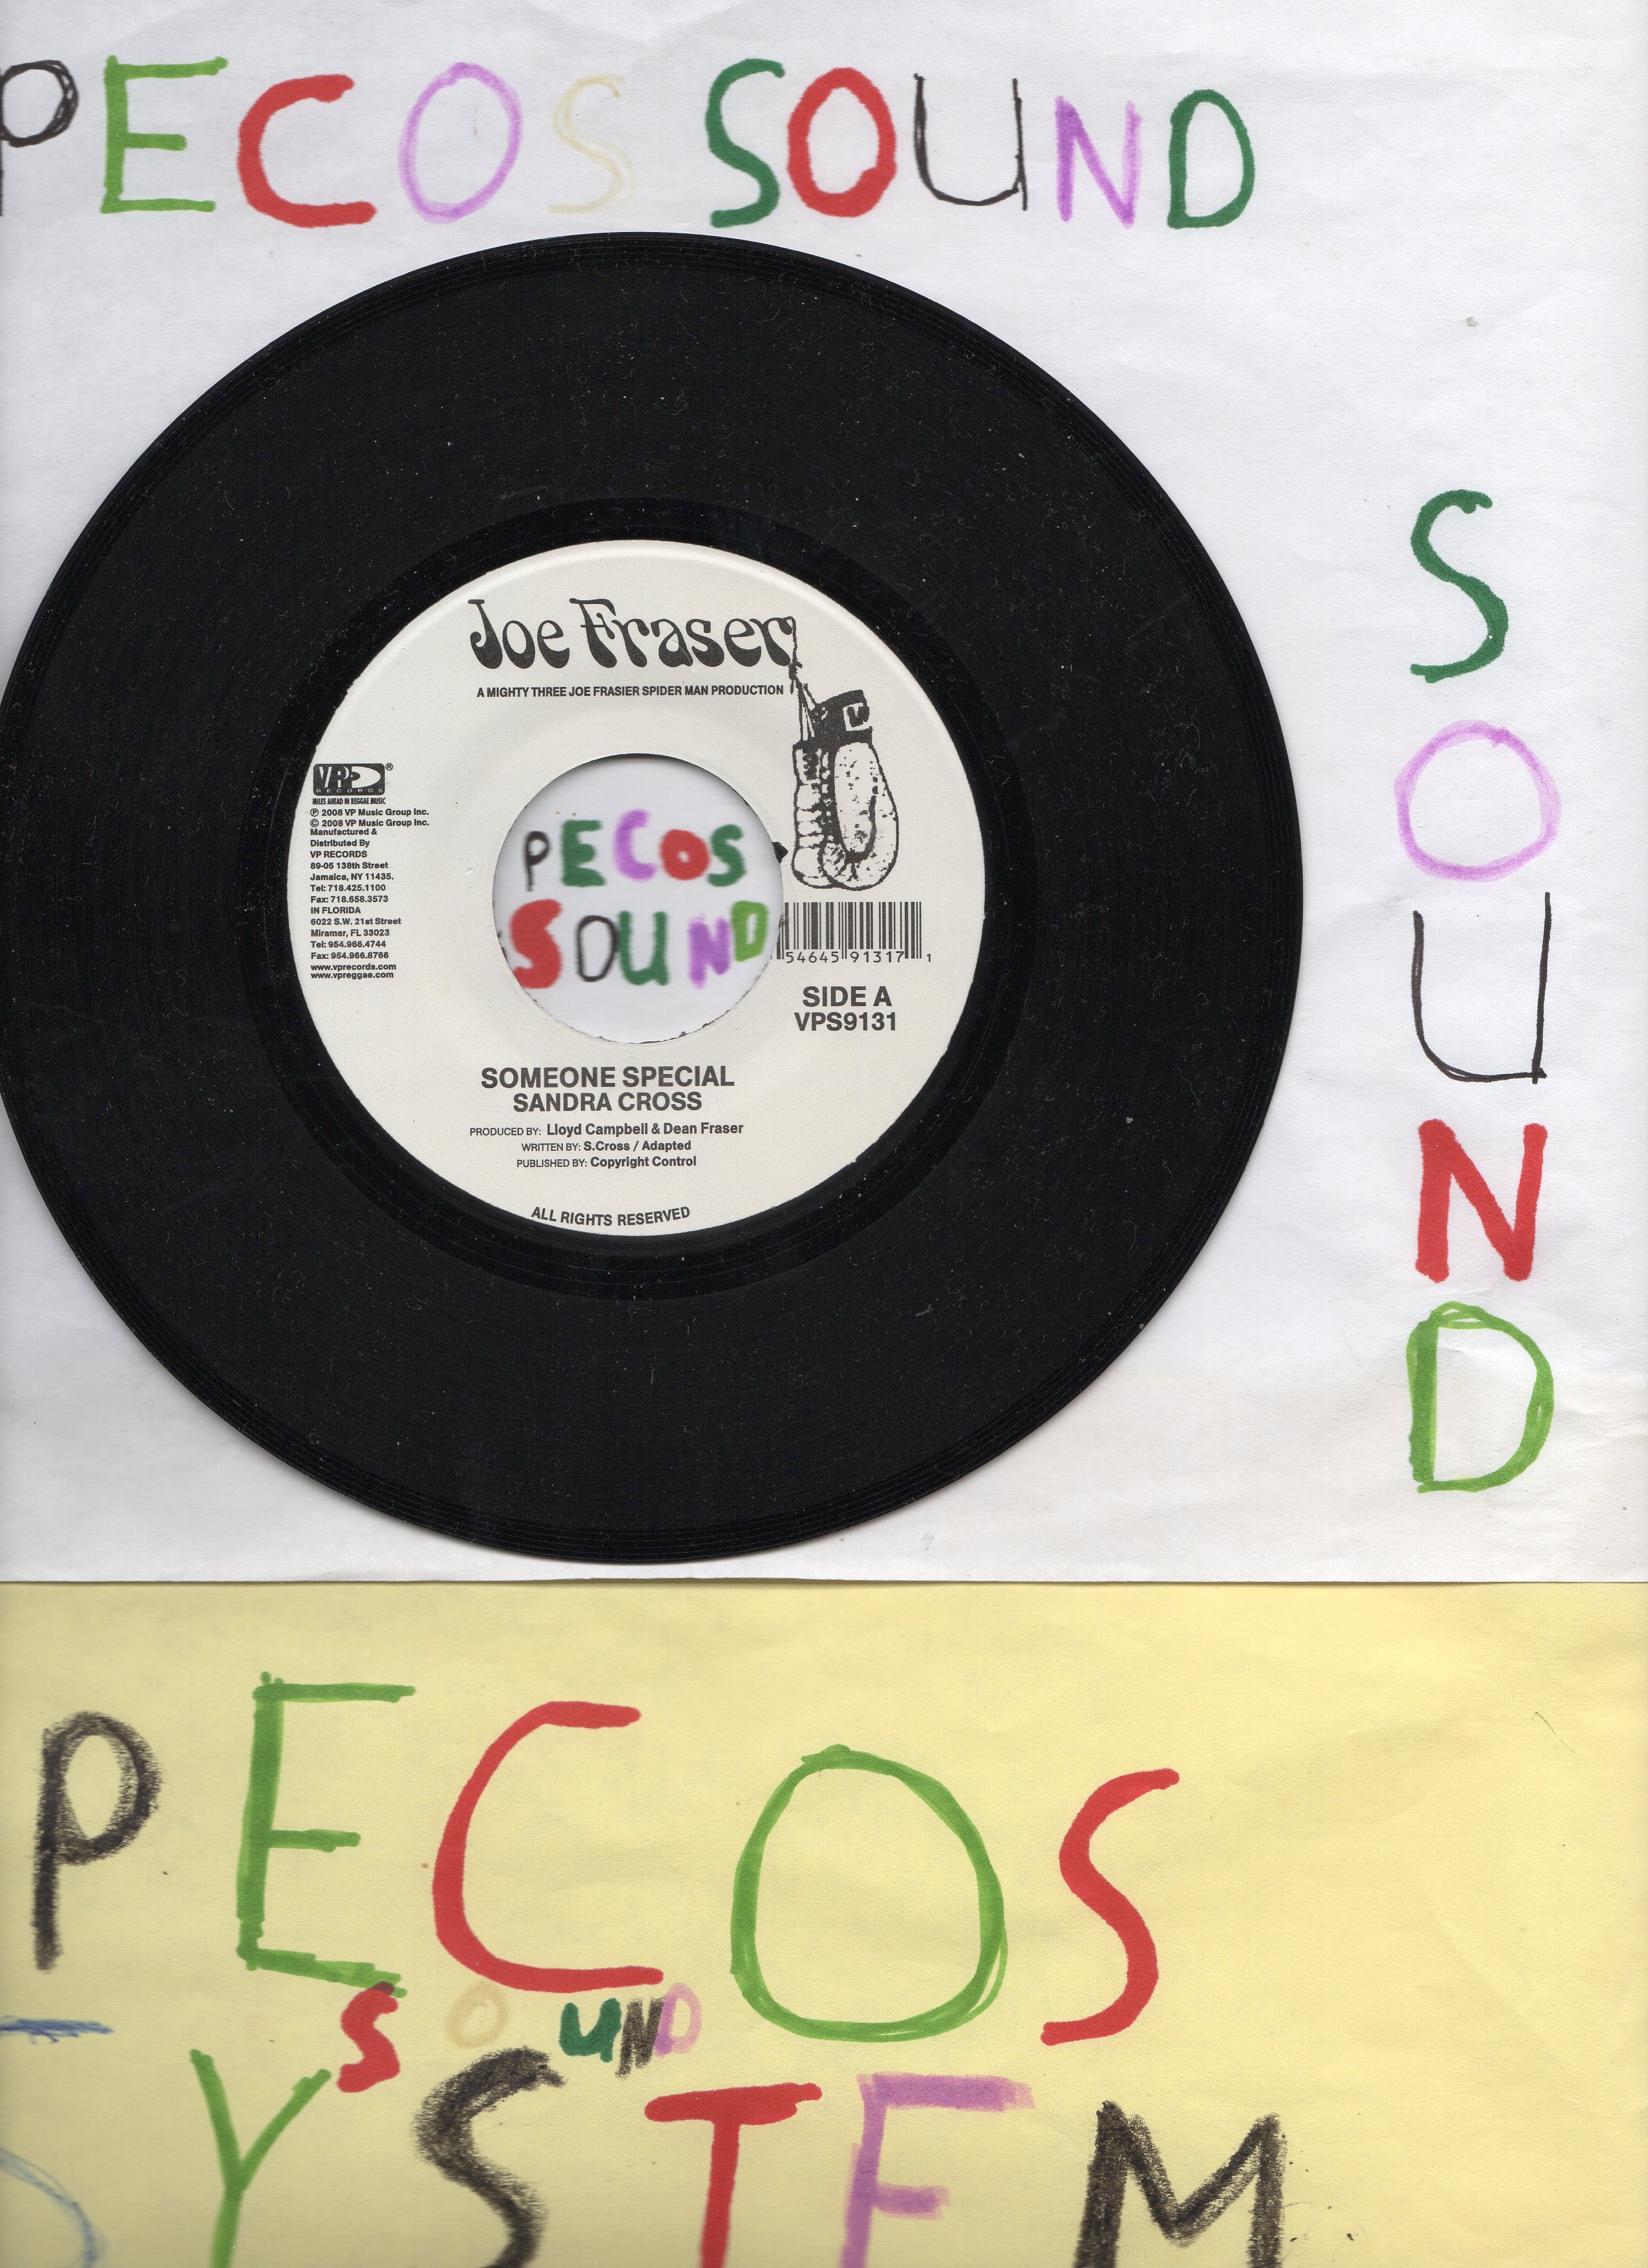 PECOS SOUND
Joe Fraser
A MIGHTY THREE JOE FRASIER SPIDER MAN PRODUCTION
VP
RECORDS
®
MILES AHEAD IN REGGAE MUSIC
℗ 2008 VP Music Group Inc.
© 2008 VP Music Group Inc.
Manufactured &
Distributed By
VP RECORDS
89-05 138th Street
Jamaica, NY 11435.
Tel: 718.425.1100
Fax: 718.658.3573
IN FLORIDA
6022 S.W. 21st Street
Miramar, FL 33023
Tel: 954.966.4744
Fax: 954.966.8766
www.vprecords.com
www.vpreggae.com
PECOS
SOUND
54645 91317 1
SIDE A
VPS9131
SOMEONE SPECIAL
SANDRA CROSS
PRODUCED BY: Lloyd Campbell & Dean Fraser
WRITTEN BY: S.Cross / Adapted
PUBLISHED BY: Copyright Control
ALL RIGHTS RESERVED
SOUND
PECOS
SOUND
SYSTEM